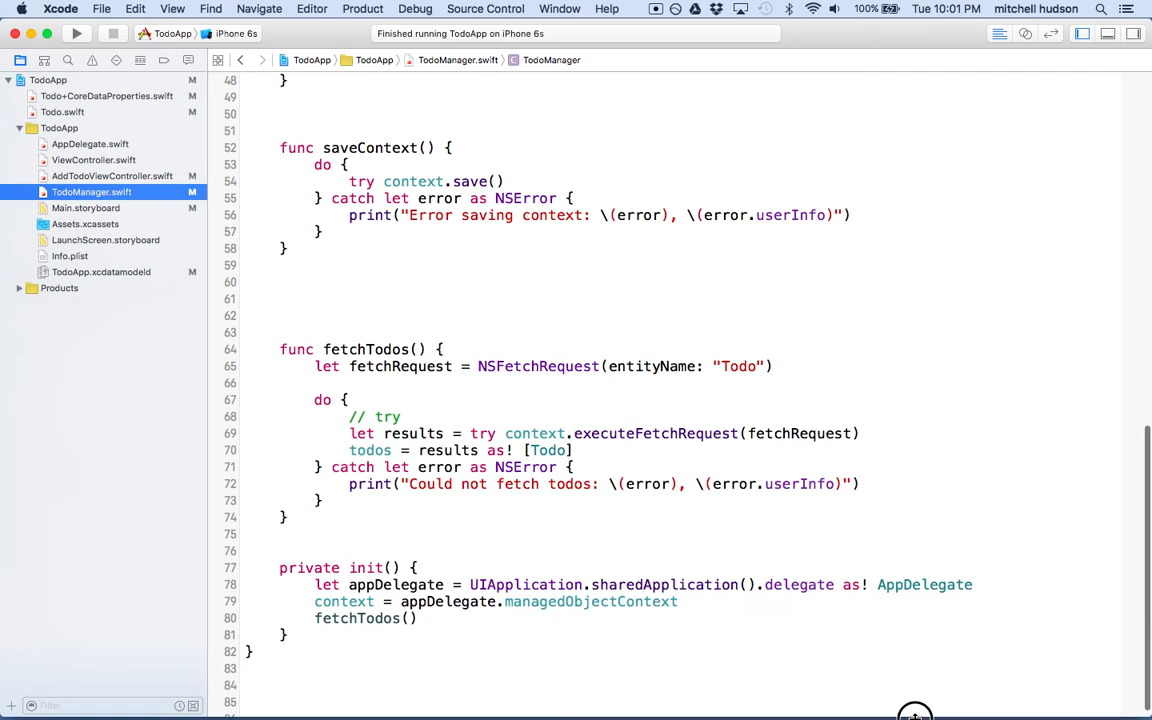 Xcode File Edit View Find Navigate Editor Product Debug Source Control Window Help 100% Tue 10:01 PM mitchell hudson
TodoApp iPhone 6s Finished running TodoApp on iPhone 6s
TodoApp TodoApp TodoManager.swift C TodoManager
TodoApp M
Todo+CoreDataProperties.swift M
Todo.swift M
TodoApp
AppDelegate.swift
ViewController.swift
AddTodoViewController.swift M
TodoManager.swift M
Main.storyboard M
Assets.xcassets
LaunchScreen.storyboard
Info.plist
TodoApp.xcdatamodeld M
Products
Filter
48 }
49
50
51
52 func saveContext() {
53 do {
54 try context.save()
55 } catch let error as NSError {
56 print("Error saving context: \(error), \(error.userInfo)")
57 }
58 }
59
60
61
62
63
64 func fetchTodos() {
65 let fetchRequest = NSFetchRequest(entityName: "Todo")
66
67 do {
68 // try
69 let results = try context.executeFetchRequest(fetchRequest)
70 todos = results as! [Todo]
71 } catch let error as NSError {
72 print("Could not fetch todos: \(error), \(error.userInfo)")
73 }
74 }
75
76
77 private init() {
78 let appDelegate = UIApplication.sharedApplication().delegate as! AppDelegate
79 context = appDelegate.managedObjectContext
80 fetchTodos()
81 }
82 }
83
84
85